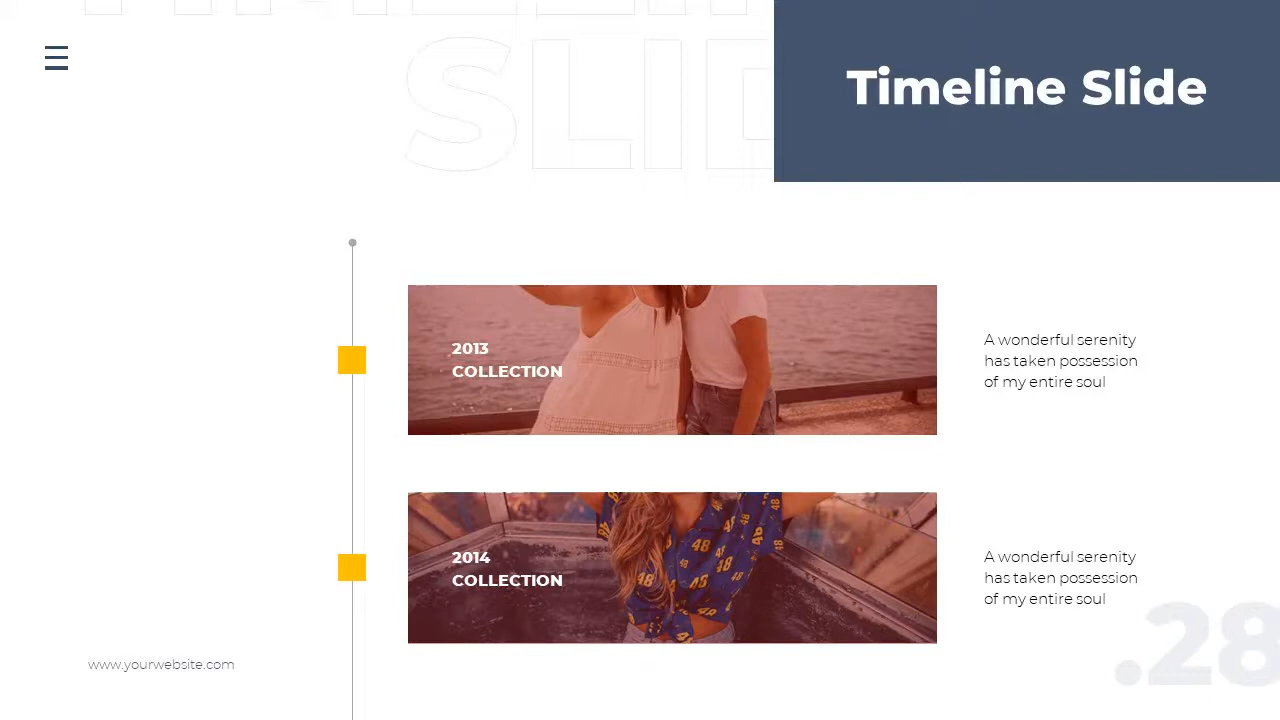 SLID
Timeline Slide
2013
COLLECTION
A wonderful serenity
has taken possession
of my entire soul
2014
COLLECTION
A wonderful serenity
has taken possession
of my entire soul
www.yourwebsite.com
.28